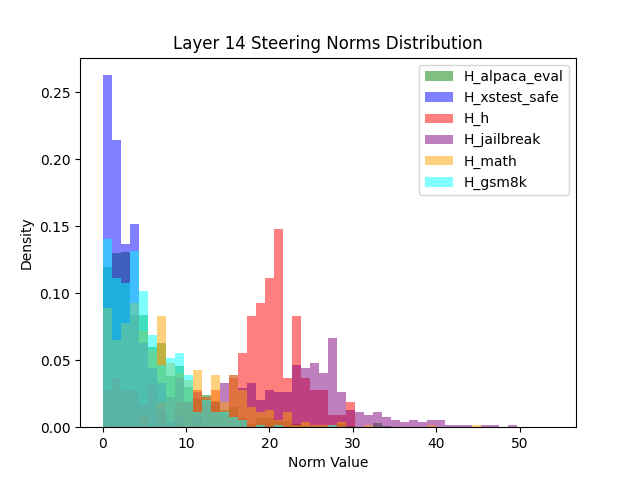 Layer 14 Steering Norms Distribution
H_alpaca_eval
H_xstest_safe
H_h
H_jailbreak
H_math
H_gsm8k
0.25
0.20
0.15
0.10
0.05
0.00
Density
0 10 20 30 40 50
Norm Value